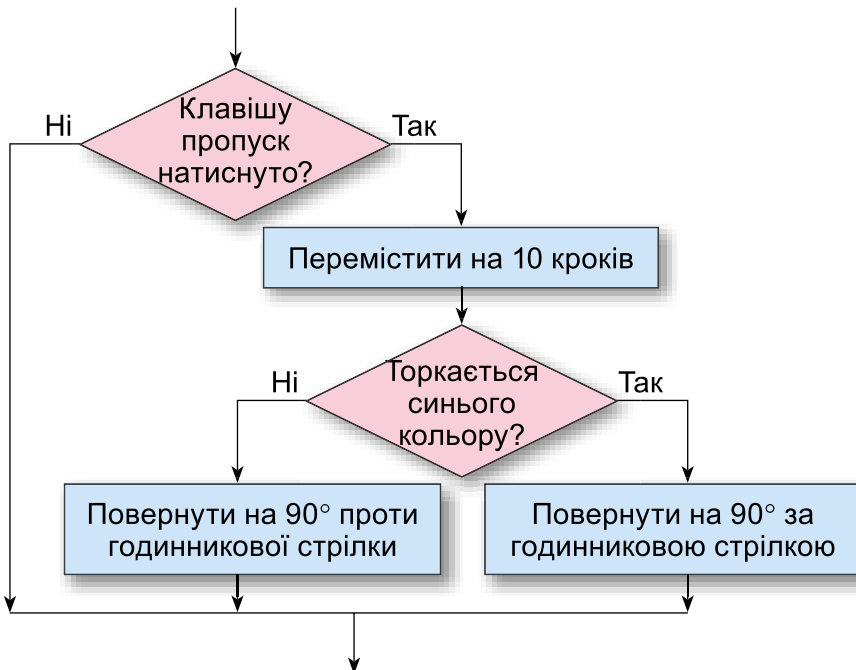 Клавішу
пропуск
натиснуто?
Ні
Так
Перемістити на 10 кроків
Торкається
синього
кольору?
Ні
Так
Повернути на 90° проти
годинникової стрілки
Повернути на 90° за
годинниковою стрілкою